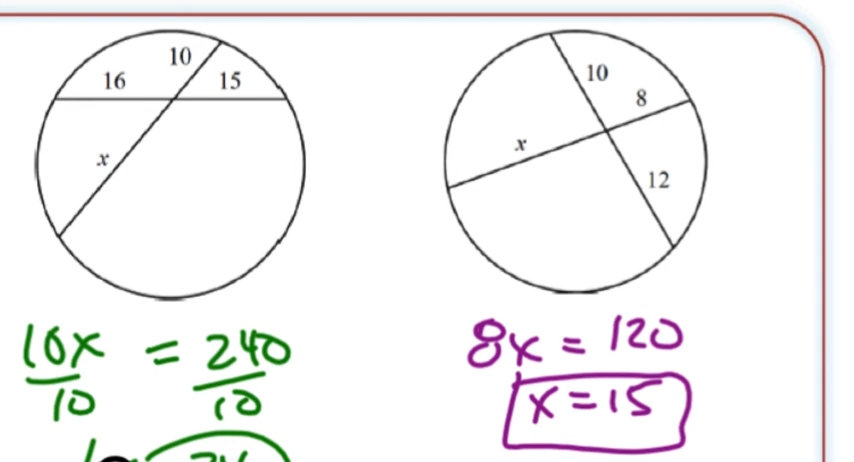 10
16 15
x
10
8
x
12
10x = 240
10 10
8x = 120
x = 15